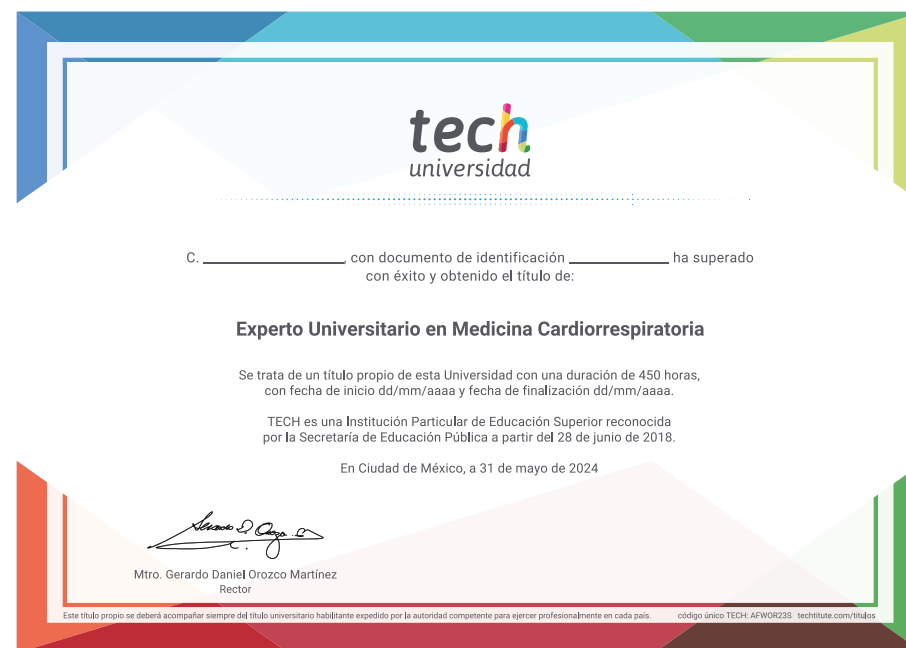 tech
universidad
C. ____________________, con documento de identificación ______________ ha superado
con éxito y obtenido el título de:
Experto Universitario en Medicina Cardiorrespiratoria
Se trata de un título propio de esta Universidad con una duración de 450 horas,
con fecha de inicio dd/mm/aaaa y fecha de finalización dd/mm/aaaa.
TECH es una Institución Particular de Educación Superior reconocida
por la Secretaría de Educación Pública a partir del 28 de junio de 2018.
En Ciudad de México, a 31 de mayo de 2024
Mtro. Gerardo Daniel Orozco Martínez
Rector
Este título propio se deberá acompañar siempre del título universitario habilitante expedido por la autoridad competente para ejercer profesionalmente en cada país. código único TECH: AFWOR23S techtitute.com/titulos